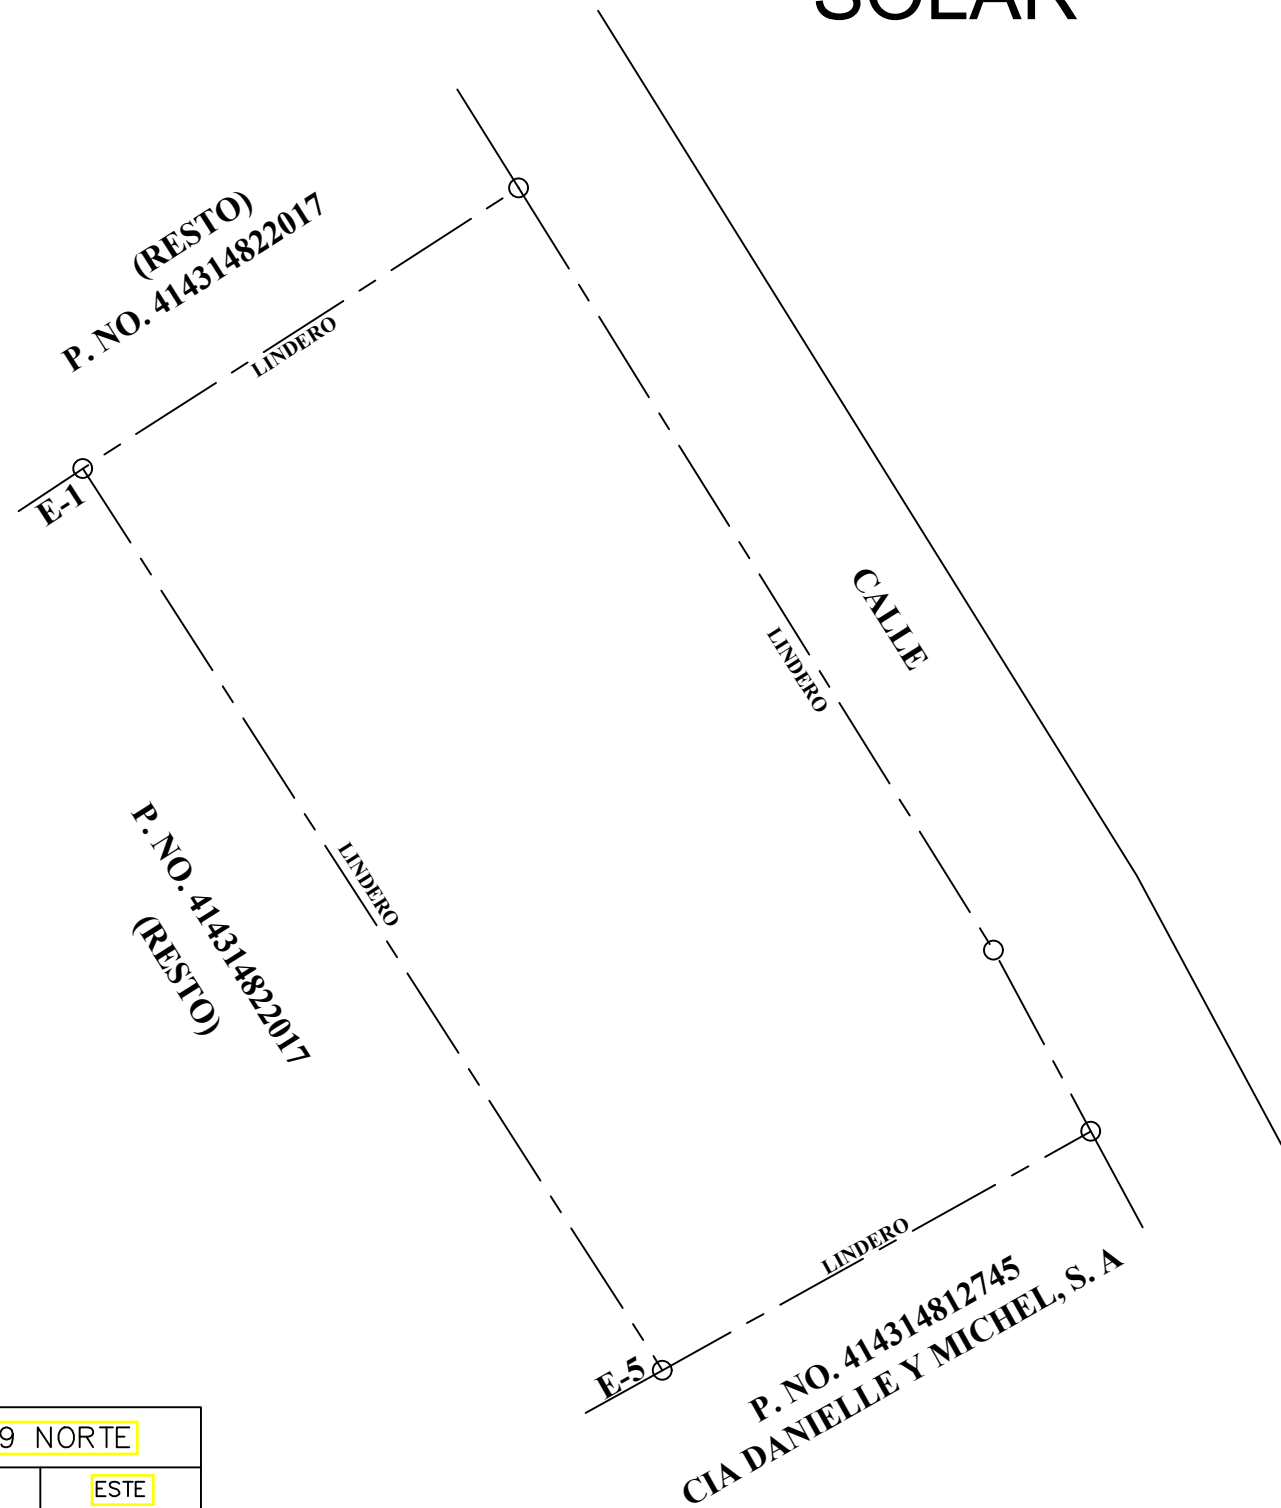 SOLAR
(RESTO)
P. NO. 414314822017
LINDERO
E-1
CALLE
LINDERO
P. NO. 414314822017
(RESTO)
LINDERO
LINDERO
E-5
P. NO. 414314812745
CIA DANIELLE Y MICHEL, S. A
9 NORTE
ESTE